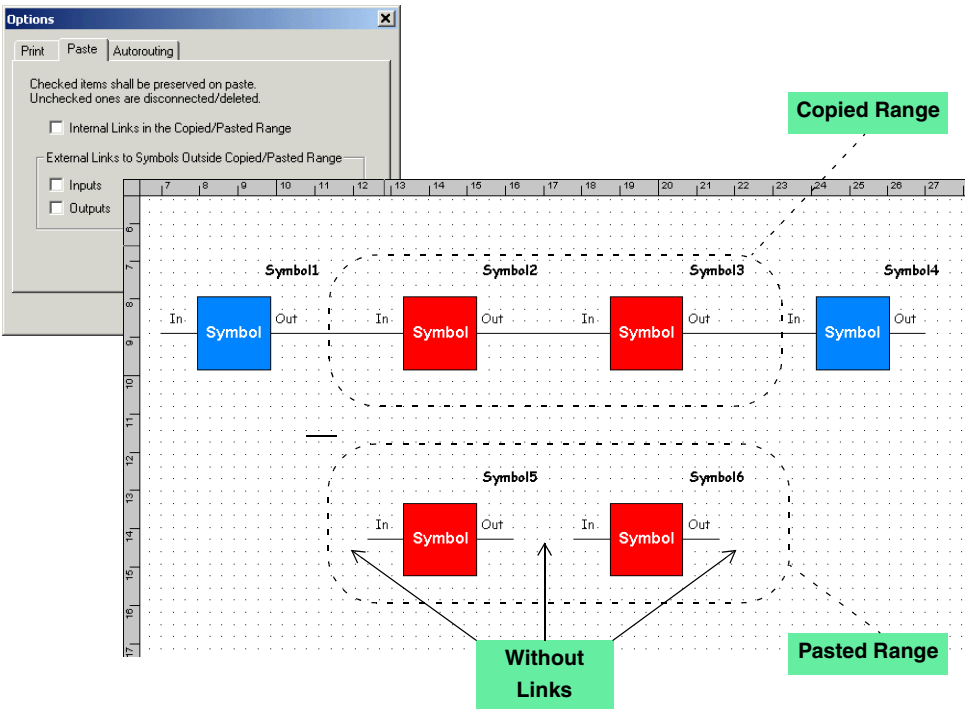 Options
Print Paste Autorouting
Checked items shall be preserved on paste.
Unchecked ones are disconnected/deleted.
Internal Links in the Copied/Pasted Range
External Links to Symbols Outside Copied/Pasted Range
Inputs
Outputs
Copied Range
7 8 9 10 11 12 13 14 15 16 17 18 19 20 21 22 23 24 25 26 27
6
7
8
9
10
11
12
13
14
15
16
17
Symbol1 Symbol2 Symbol3 Symbol4
In Out In Out In Out In Out
Symbol Symbol Symbol Symbol
Symbol5 Symbol6
In Out In Out
Symbol Symbol
Without
Links
Pasted Range